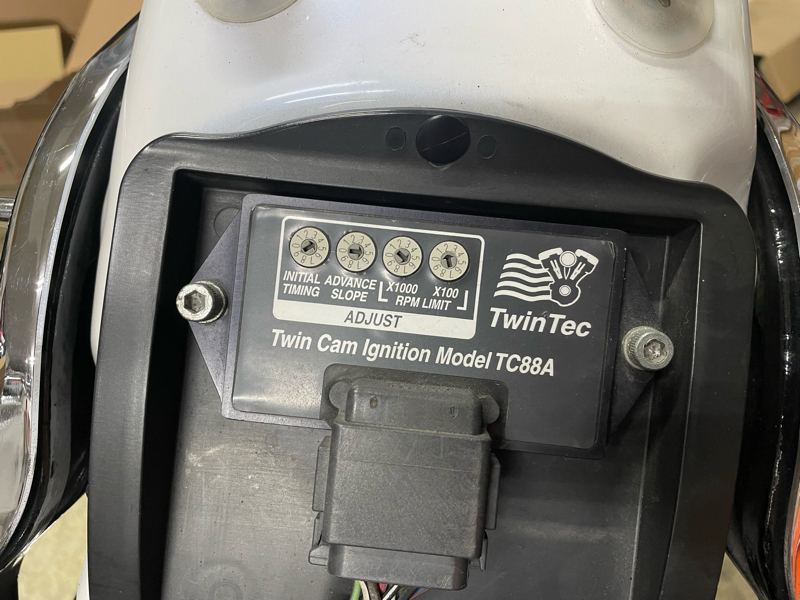 INITIAL ADVANCE X1000 X100
TIMING SLOPE RPM LIMIT
ADJUST
TwinTec
Twin Cam Ignition Model TC88A